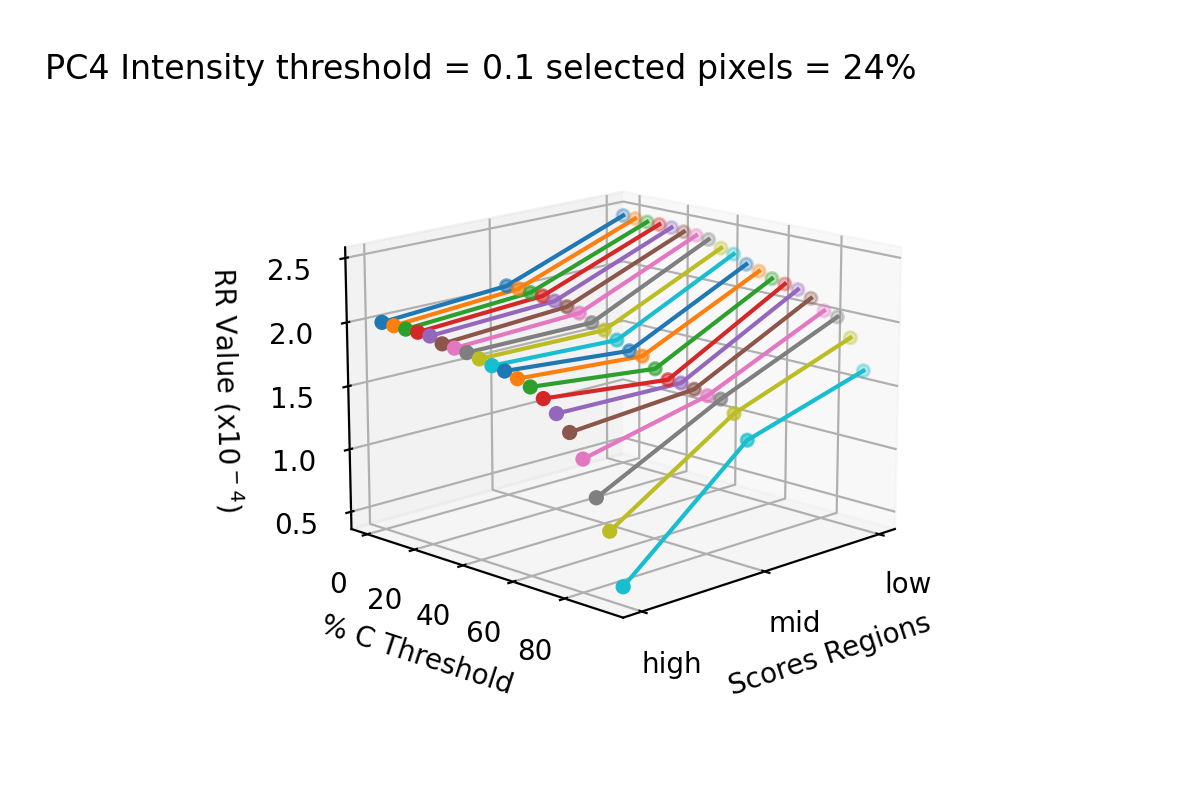 PC4 Intensity threshold = 0.1 selected pixels = 24%
RR Value (x10⁻⁴)
2.5
2.0
1.5
1.0
0.5
0
20
40
60
80
% C Threshold
high
mid
low
Scores Regions